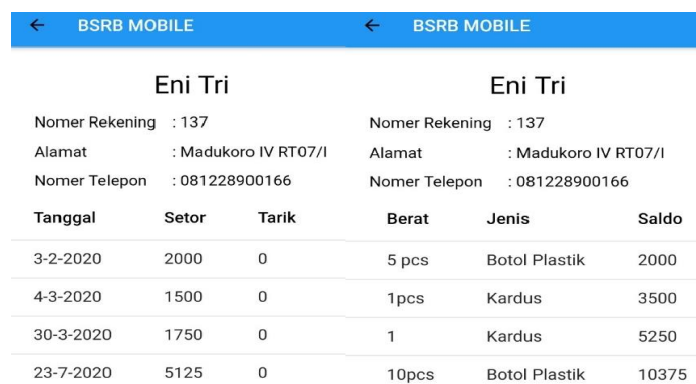 BSRB MOBILE
Eni Tri
Nomer Rekening : 137
Alamat : Madukoro IV RT07/I
Nomer Telepon : 081228900166
Tanggal Setor Tarik
3-2-2020 2000 0
4-3-2020 1500 0
30-3-2020 1750 0
23-7-2020 5125 0
BSRB MOBILE
Eni Tri
Nomer Rekening : 137
Alamat : Madukoro IV RT07/I
Nomer Telepon : 081228900166
Berat Jenis Saldo
5 pcs Botol Plastik 2000
1pcs Kardus 3500
1 Kardus 5250
10pcs Botol Plastik 10375